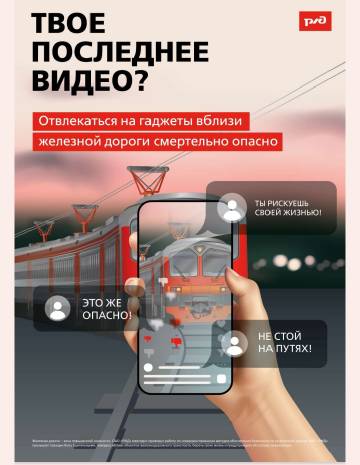 ТВОЕ
ПОСЛЕДНЕЕ
ВИДЕО?
РЖД
Отвлекаться на гаджеты вблизи
железной дороги смертельно опасно
ТЫ РИСКУЕШЬ
СВОЕЙ ЖИЗНЬЮ!
ЭТО ЖЕ
ОПАСНО!
НЕ СТОЙ
НА ПУТЯХ!